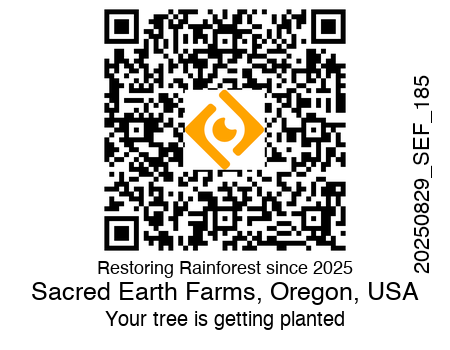 Restoring Rainforest since 2025
Sacred Earth Farms, Oregon, USA
Your tree is getting planted
20250829_SEF_185